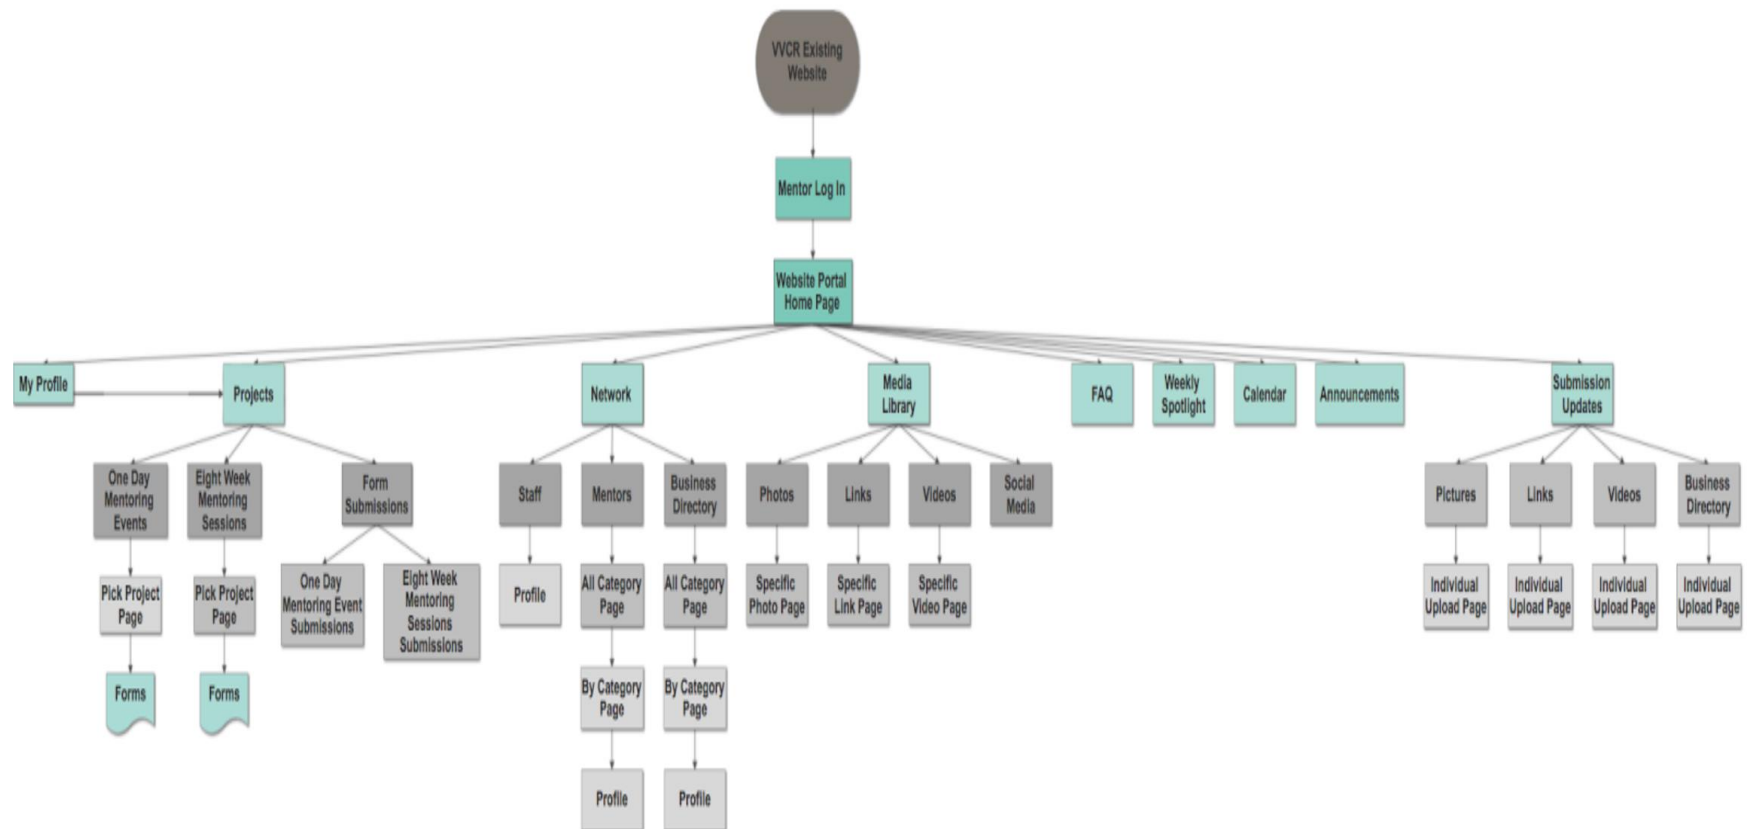 VVCR Existing
Website
Mentor Log In
Website Portal
Home Page
My Profile
Projects
Network
Media
Library
FAQ
Weekly
Spotlight
Calendar
Announcements
Submission
Updates
One Day
Mentoring
Events
Eight Week
Mentoring
Sessions
Form
Submissions
Staff
Mentors
Business
Directory
Photos
Links
Videos
Social
Media
Pictures
Links
Videos
Business
Directory
Pick Project
Page
Pick Project
Page
One Day
Mentoring Event
Submissions
Eight Week
Mentoring
Sessions
Submissions
Profile
All Category
Page
All Category
Page
Specific
Photo Page
Specific
Link Page
Specific
Video Page
Individual
Upload Page
Individual
Upload Page
Individual
Upload Page
Individual
Upload Page
Forms
Forms
By Category
Page
By Category
Page
Profile
Profile